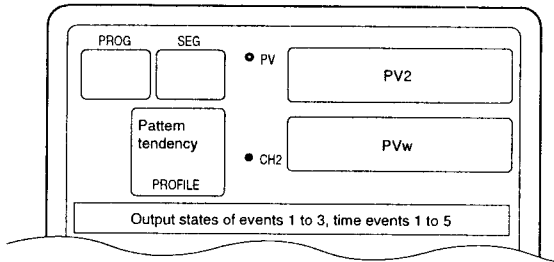 PROG SEG
PV
PV2
Pattern
tendency
PROFILE
CH2
PVw
Output states of events 1 to 3, time events 1 to 5